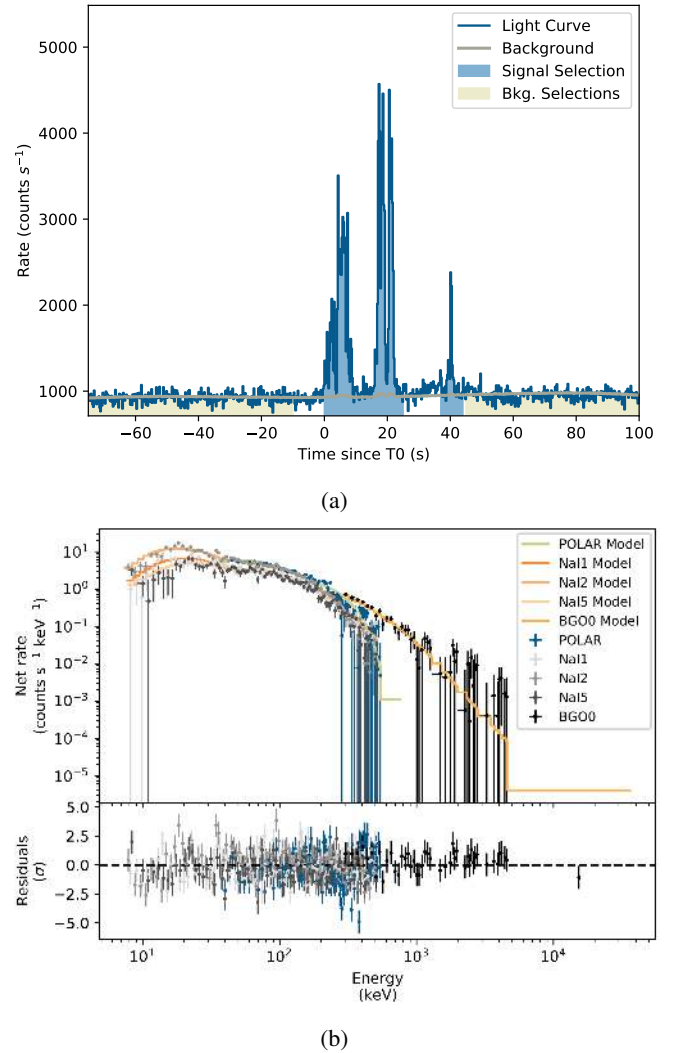 5000
4000
3000
2000
1000
Rate (counts s⁻¹)
Light Curve
Background
Signal Selection
Bkg. Selections
−60
−40
−20
0
20
40
60
80
100
Time since T0 (s)
(a)
10¹
10⁰
10⁻¹
10⁻²
10⁻³
10⁻⁴
10⁻⁵
Net rate
(counts s⁻¹ keV⁻¹)
POLAR Model
NaI1 Model
NaI2 Model
NaI5 Model
BGO0 Model
POLAR
NaI1
NaI2
NaI5
BGO0
5.0
2.5
0.0
−2.5
−5.0
Residuals
(σ)
10¹
10²
10³
10⁴
Energy
(keV)
(b)